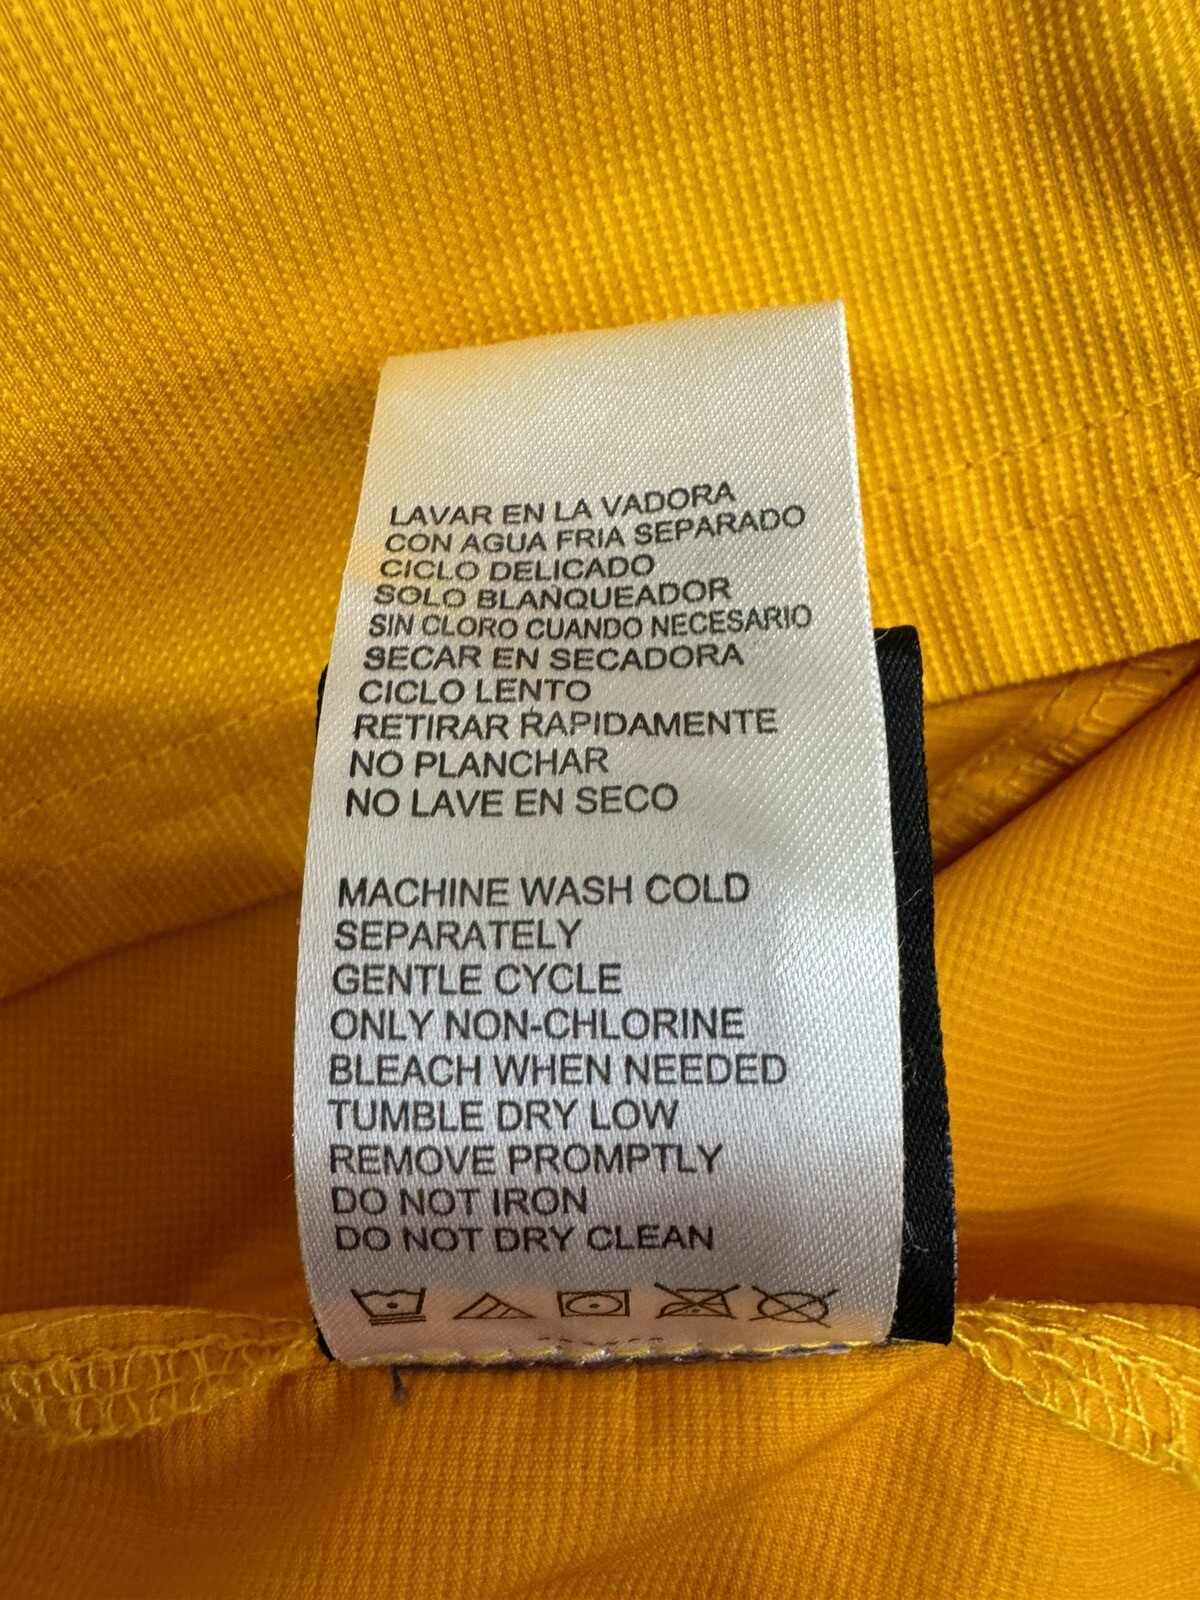 LAVAR EN LA VADORA
CON AGUA FRIA SEPARADO
CICLO DELICADO
SOLO BLANQUEADOR
SIN CLORO CUANDO NECESARIO
SECAR EN SECADORA
CICLO LENTO
RETIRAR RAPIDAMENTE
NO PLANCHAR
NO LAVE EN SECO
MACHINE WASH COLD
SEPARATELY
GENTLE CYCLE
ONLY NON-CHLORINE
BLEACH WHEN NEEDED
TUMBLE DRY LOW
REMOVE PROMPTLY
DO NOT IRON
DO NOT DRY CLEAN